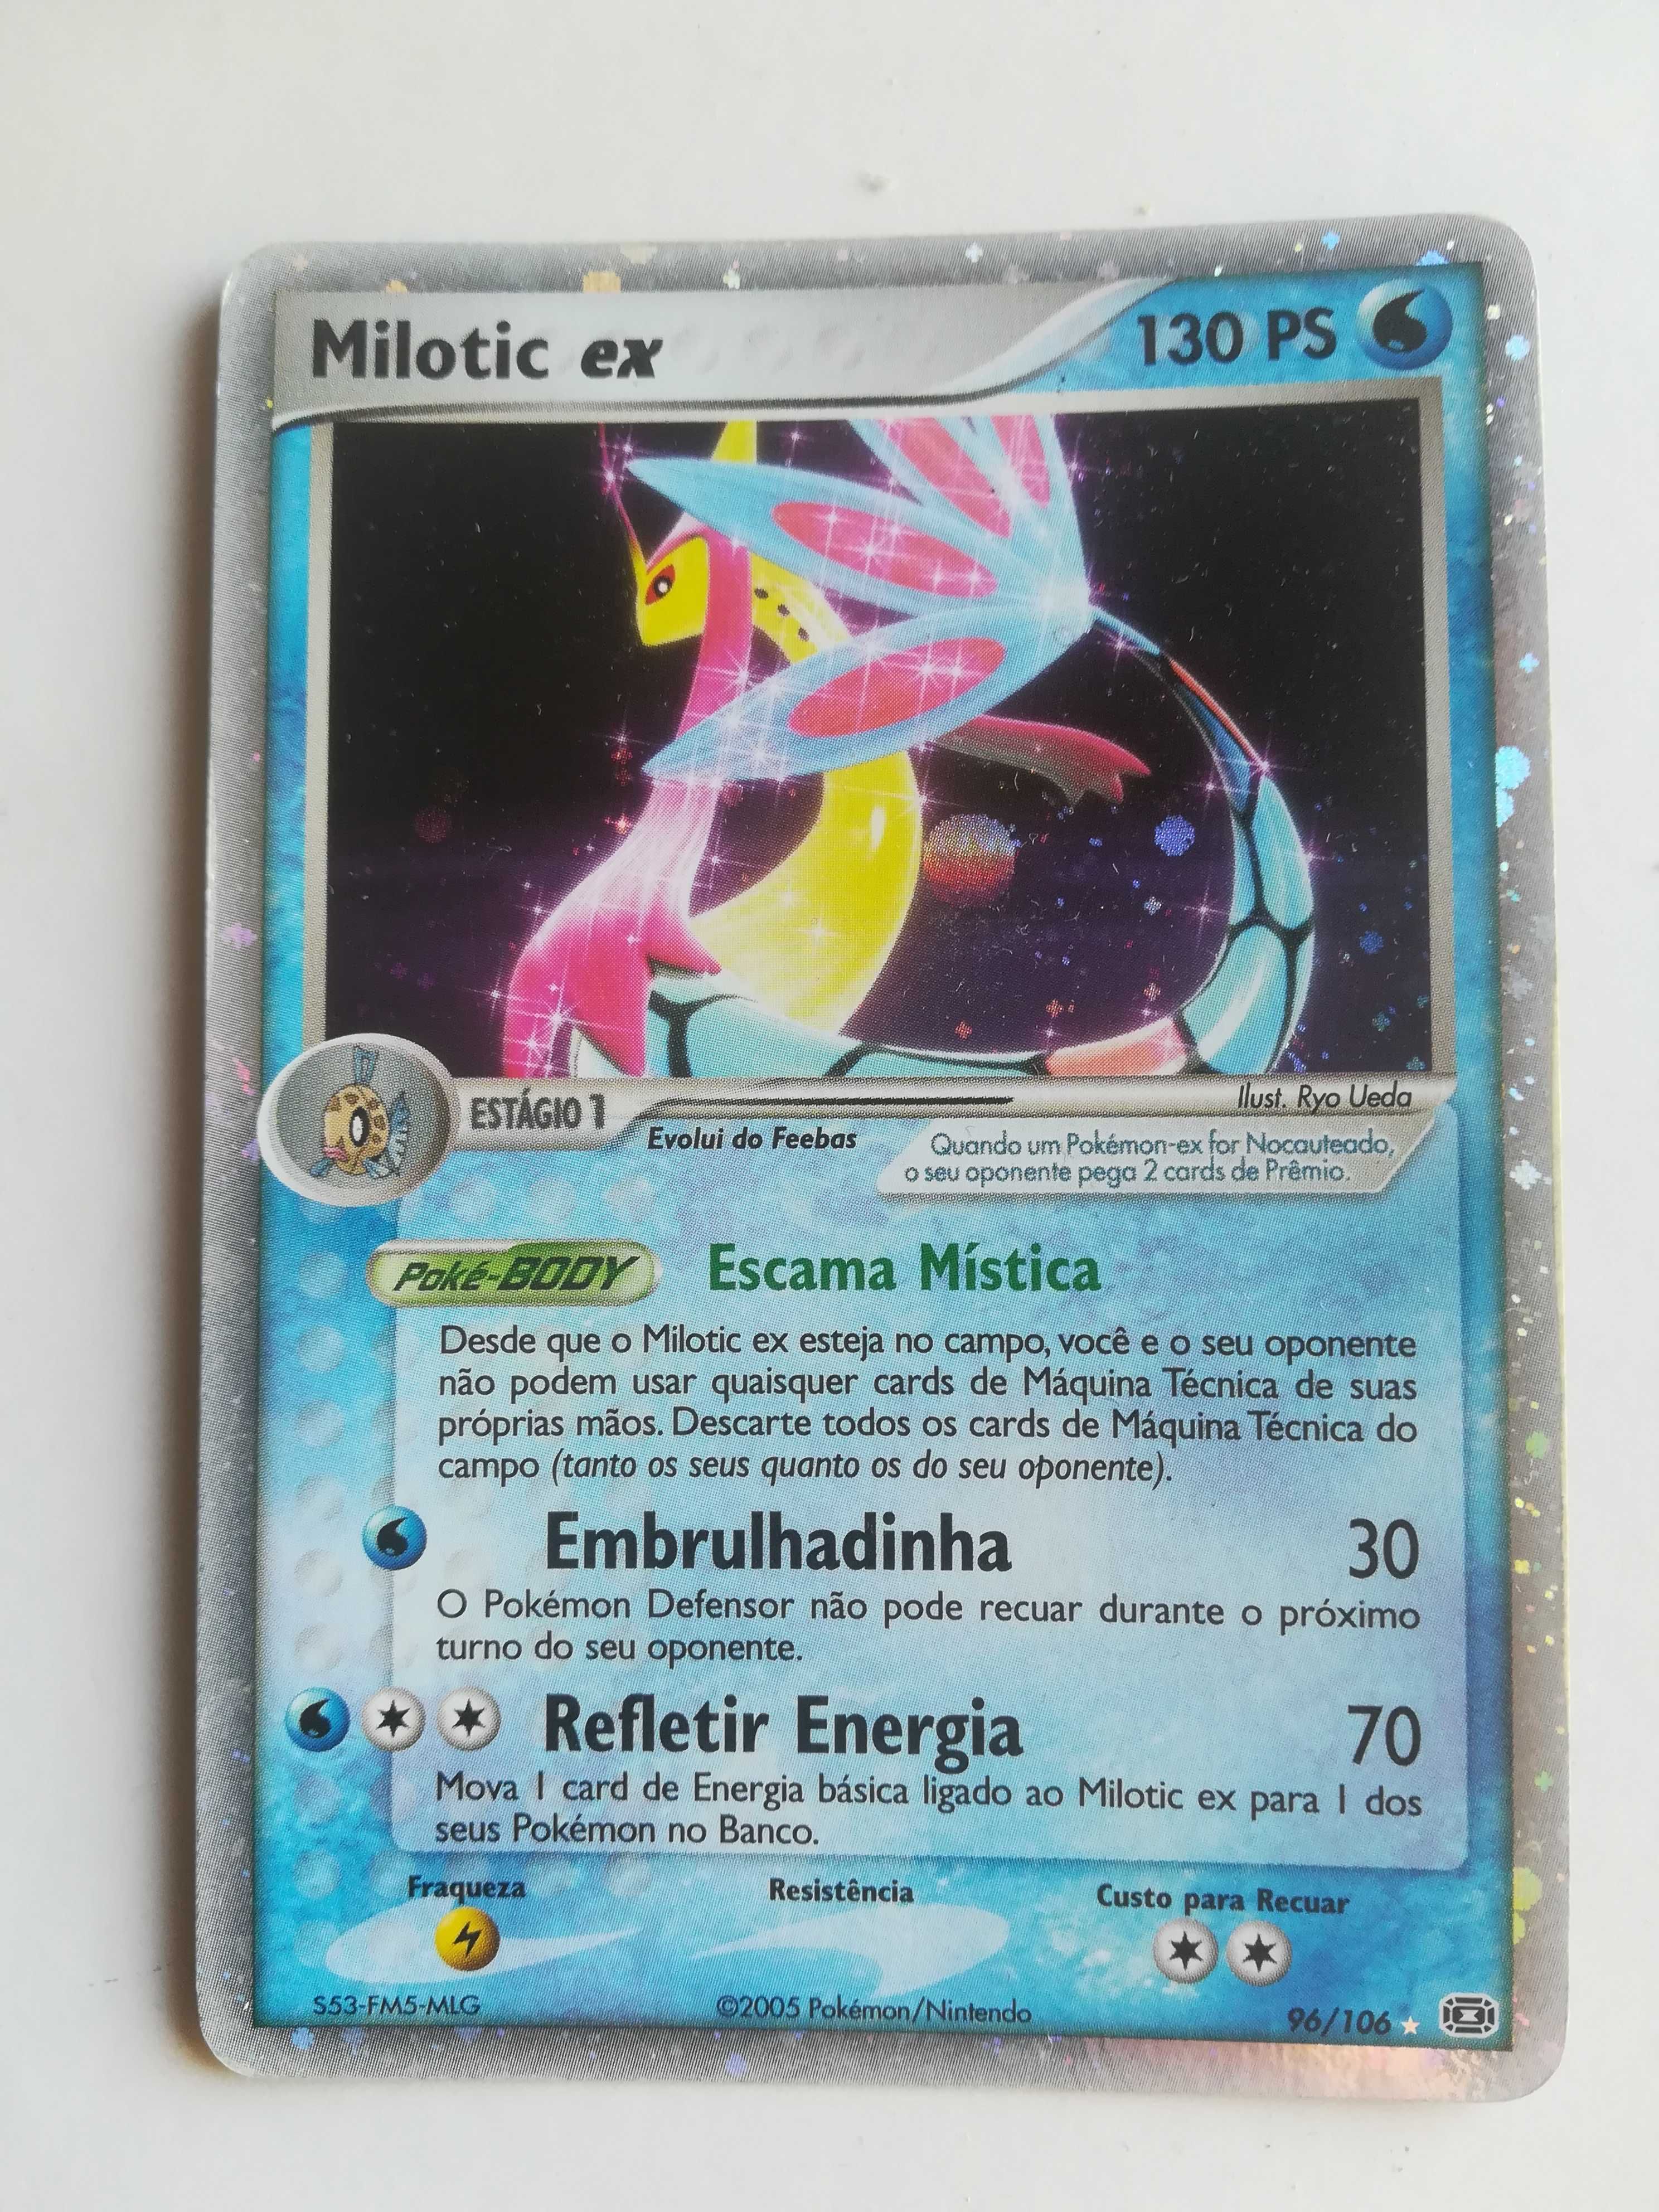 Milotic ex 130 PS
ESTÁGIO 1
Ilust. Ryo Ueda
Evolui do Feebas
Quando um Pokémon-ex for Nocauteado,
o seu oponente pega 2 cards de Prêmio.
Poké-BODY Escama Mística
Desde que o Milotic ex esteja no campo, você e o seu oponente
não podem usar quaisquer cards de Máquina Técnica de suas
próprias mãos. Descarte todos os cards de Máquina Técnica do
campo (tanto os seus quanto os do seu oponente).
Embrulhadinha 30
O Pokémon Defensor não pode recuar durante o próximo
turno do seu oponente.
Refletir Energia 70
Mova 1 card de Energia básica ligado ao Milotic ex para 1 dos
seus Pokémon no Banco.
Fraqueza Resistência Custo para Recuar
S53-FM5-MLG ©2005 Pokémon/Nintendo 96/106